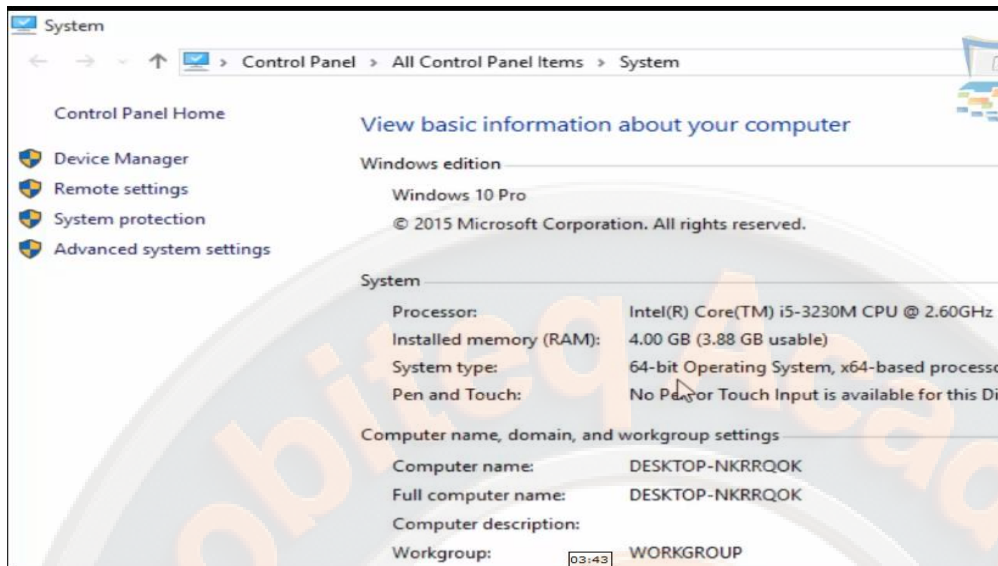 System
Control Panel > All Control Panel Items > System
Control Panel Home
Device Manager
Remote settings
System protection
Advanced system settings
View basic information about your computer
Windows edition
Windows 10 Pro
© 2015 Microsoft Corporation. All rights reserved.
System
Processor: Intel(R) Core(TM) i5-3230M CPU @ 2.60GHz
Installed memory (RAM): 4.00 GB (3.88 GB usable)
System type: 64-bit Operating System, x64-based processo
Pen and Touch: No Pen or Touch Input is available for this Di
Computer name, domain, and workgroup settings
Computer name: DESKTOP-NKRRQOK
Full computer name: DESKTOP-NKRRQOK
Computer description:
Workgroup: WORKGROUP
03:43
obiteq Acad